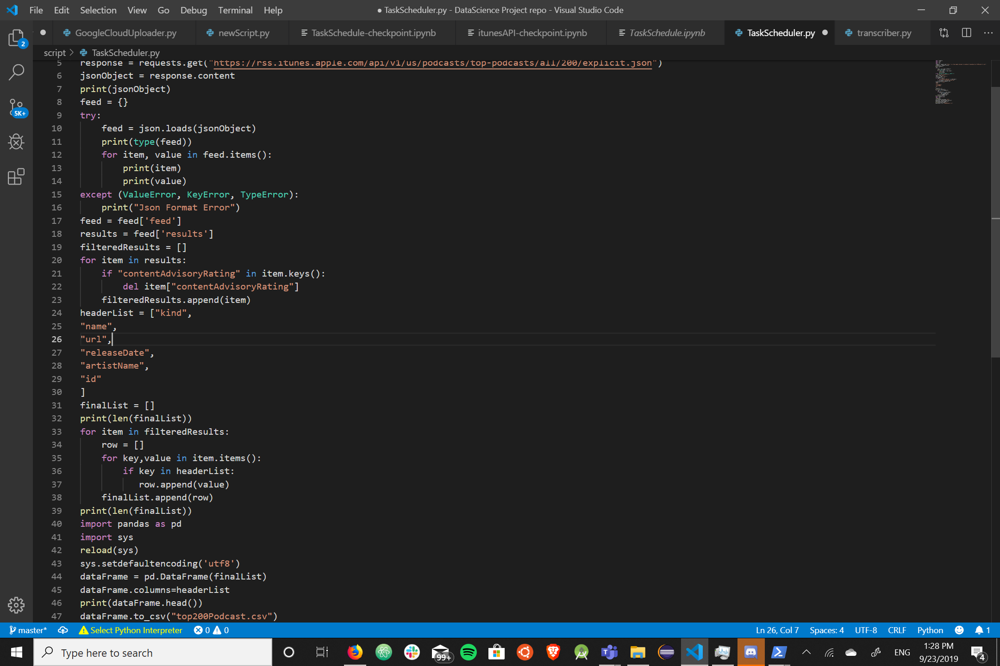 File Edit Selection View Go Debug Terminal Help
● TaskScheduler.py - DataScience Project repo - Visual Studio Code
GoogleCloudUploader.py newScript.py TaskSchedule-checkpoint.ipynb itunesAPI-checkpoint.ipynb TaskSchedule.ipynb TaskScheduler.py transcriber.py
2
script > TaskScheduler.py
5K+
5 response = requests.get("https://rss.itunes.apple.com/api/v1/us/podcasts/top-podcasts/all/200/explicit.json")
6 jsonObject = response.content
7 print(jsonObject)
8 feed = {}
9 try:
10     feed = json.loads(jsonObject)
11     print(type(feed))
12     for item, value in feed.items():
13         print(item)
14         print(value)
15 except (ValueError, KeyError, TypeError):
16     print("Json Format Error")
17 feed = feed['feed']
18 results = feed['results']
19 filteredResults = []
20 for item in results:
21     if "contentAdvisoryRating" in item.keys():
22         del item["contentAdvisoryRating"]
23     filteredResults.append(item)
24 headerList = ["kind",
25 "name",
26 "url",
27 "releaseDate",
28 "artistName",
29 "id"
30 ]
31 finalList = []
32 print(len(finalList))
33 for item in filteredResults:
34     row = []
35     for key,value in item.items():
36         if key in headerList:
37            row.append(value)
38     finalList.append(row)
39 print(len(finalList))
40 import pandas as pd
41 import sys
42 reload(sys)
43 sys.setdefaultencoding('utf8')
44 dataFrame = pd.DataFrame(finalList)
45 dataFrame.columns=headerList
46 print(dataFrame.head())
47 dataFrame.to_csv("top200Podcast.csv")
master* Select Python Interpreter 0 0 Ln 26, Col 7 Spaces: 4 UTF-8 CRLF Python 1
Type here to search 99+ ENG 1:28 PM
9/23/2019 4